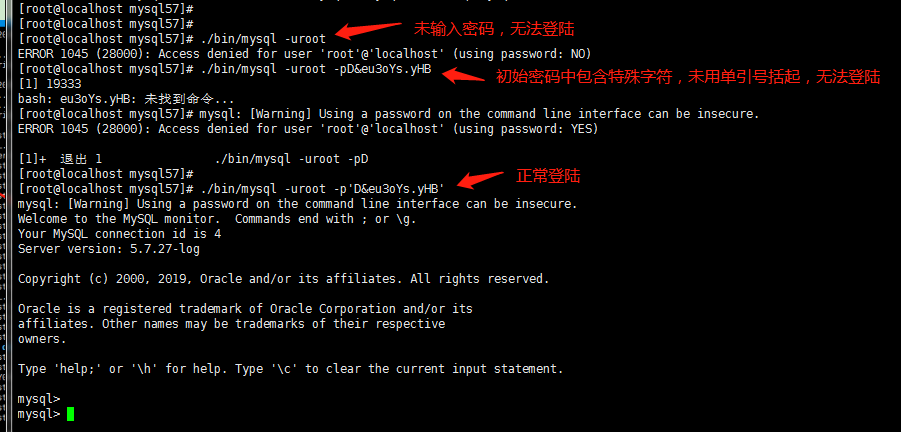 [root@localhost mysql57]#
[root@localhost mysql57]#
[root@localhost mysql57]# ./bin/mysql -uroot
未输入密码，无法登陆
ERROR 1045 (28000): Access denied for user 'root'@'localhost' (using password: NO)
[root@localhost mysql57]# ./bin/mysql -uroot -pD&eu3oYs.yHB
初始密码中包含特殊字符，未用单引号括起，无法登陆
[1] 19333
bash: eu3oYs.yHB: 未找到命令...
[root@localhost mysql57]# mysql: [Warning] Using a password on the command line interface can be insecure.
ERROR 1045 (28000): Access denied for user 'root'@'localhost' (using password: YES)
[1]+  退出 1                ./bin/mysql -uroot -pD
[root@localhost mysql57]#
[root@localhost mysql57]# ./bin/mysql -uroot -p'D&eu3oYs.yHB'
正常登陆
mysql: [Warning] Using a password on the command line interface can be insecure.
Welcome to the MySQL monitor.  Commands end with ; or \g.
Your MySQL connection id is 4
Server version: 5.7.27-log
Copyright (c) 2000, 2019, Oracle and/or its affiliates. All rights reserved.
Oracle is a registered trademark of Oracle Corporation and/or its
affiliates. Other names may be trademarks of their respective
owners.
Type 'help;' or '\h' for help. Type '\c' to clear the current input statement.
mysql>
mysql>